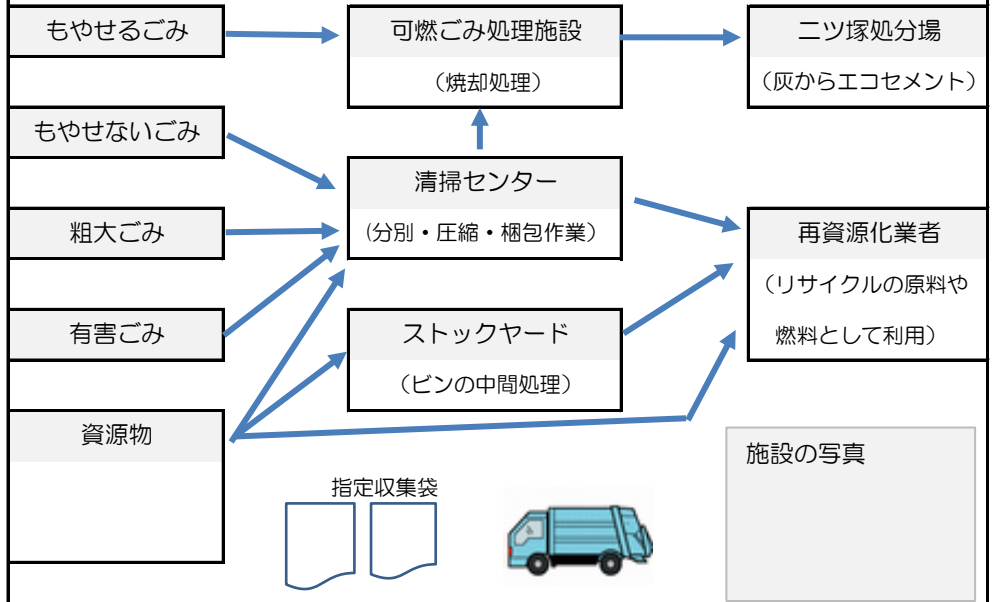 もやせるごみ
可燃ごみ処理施設
（焼却処理）
二ツ塚処分場
（灰からエコセメント）
もやせないごみ
清掃センター
(分別・圧縮・梱包作業）
粗大ごみ
再資源化業者
（リサイクルの原料や
燃料として利用）
有害ごみ
ストックヤード
（ビンの中間処理）
資源物
指定収集袋
施設の写真